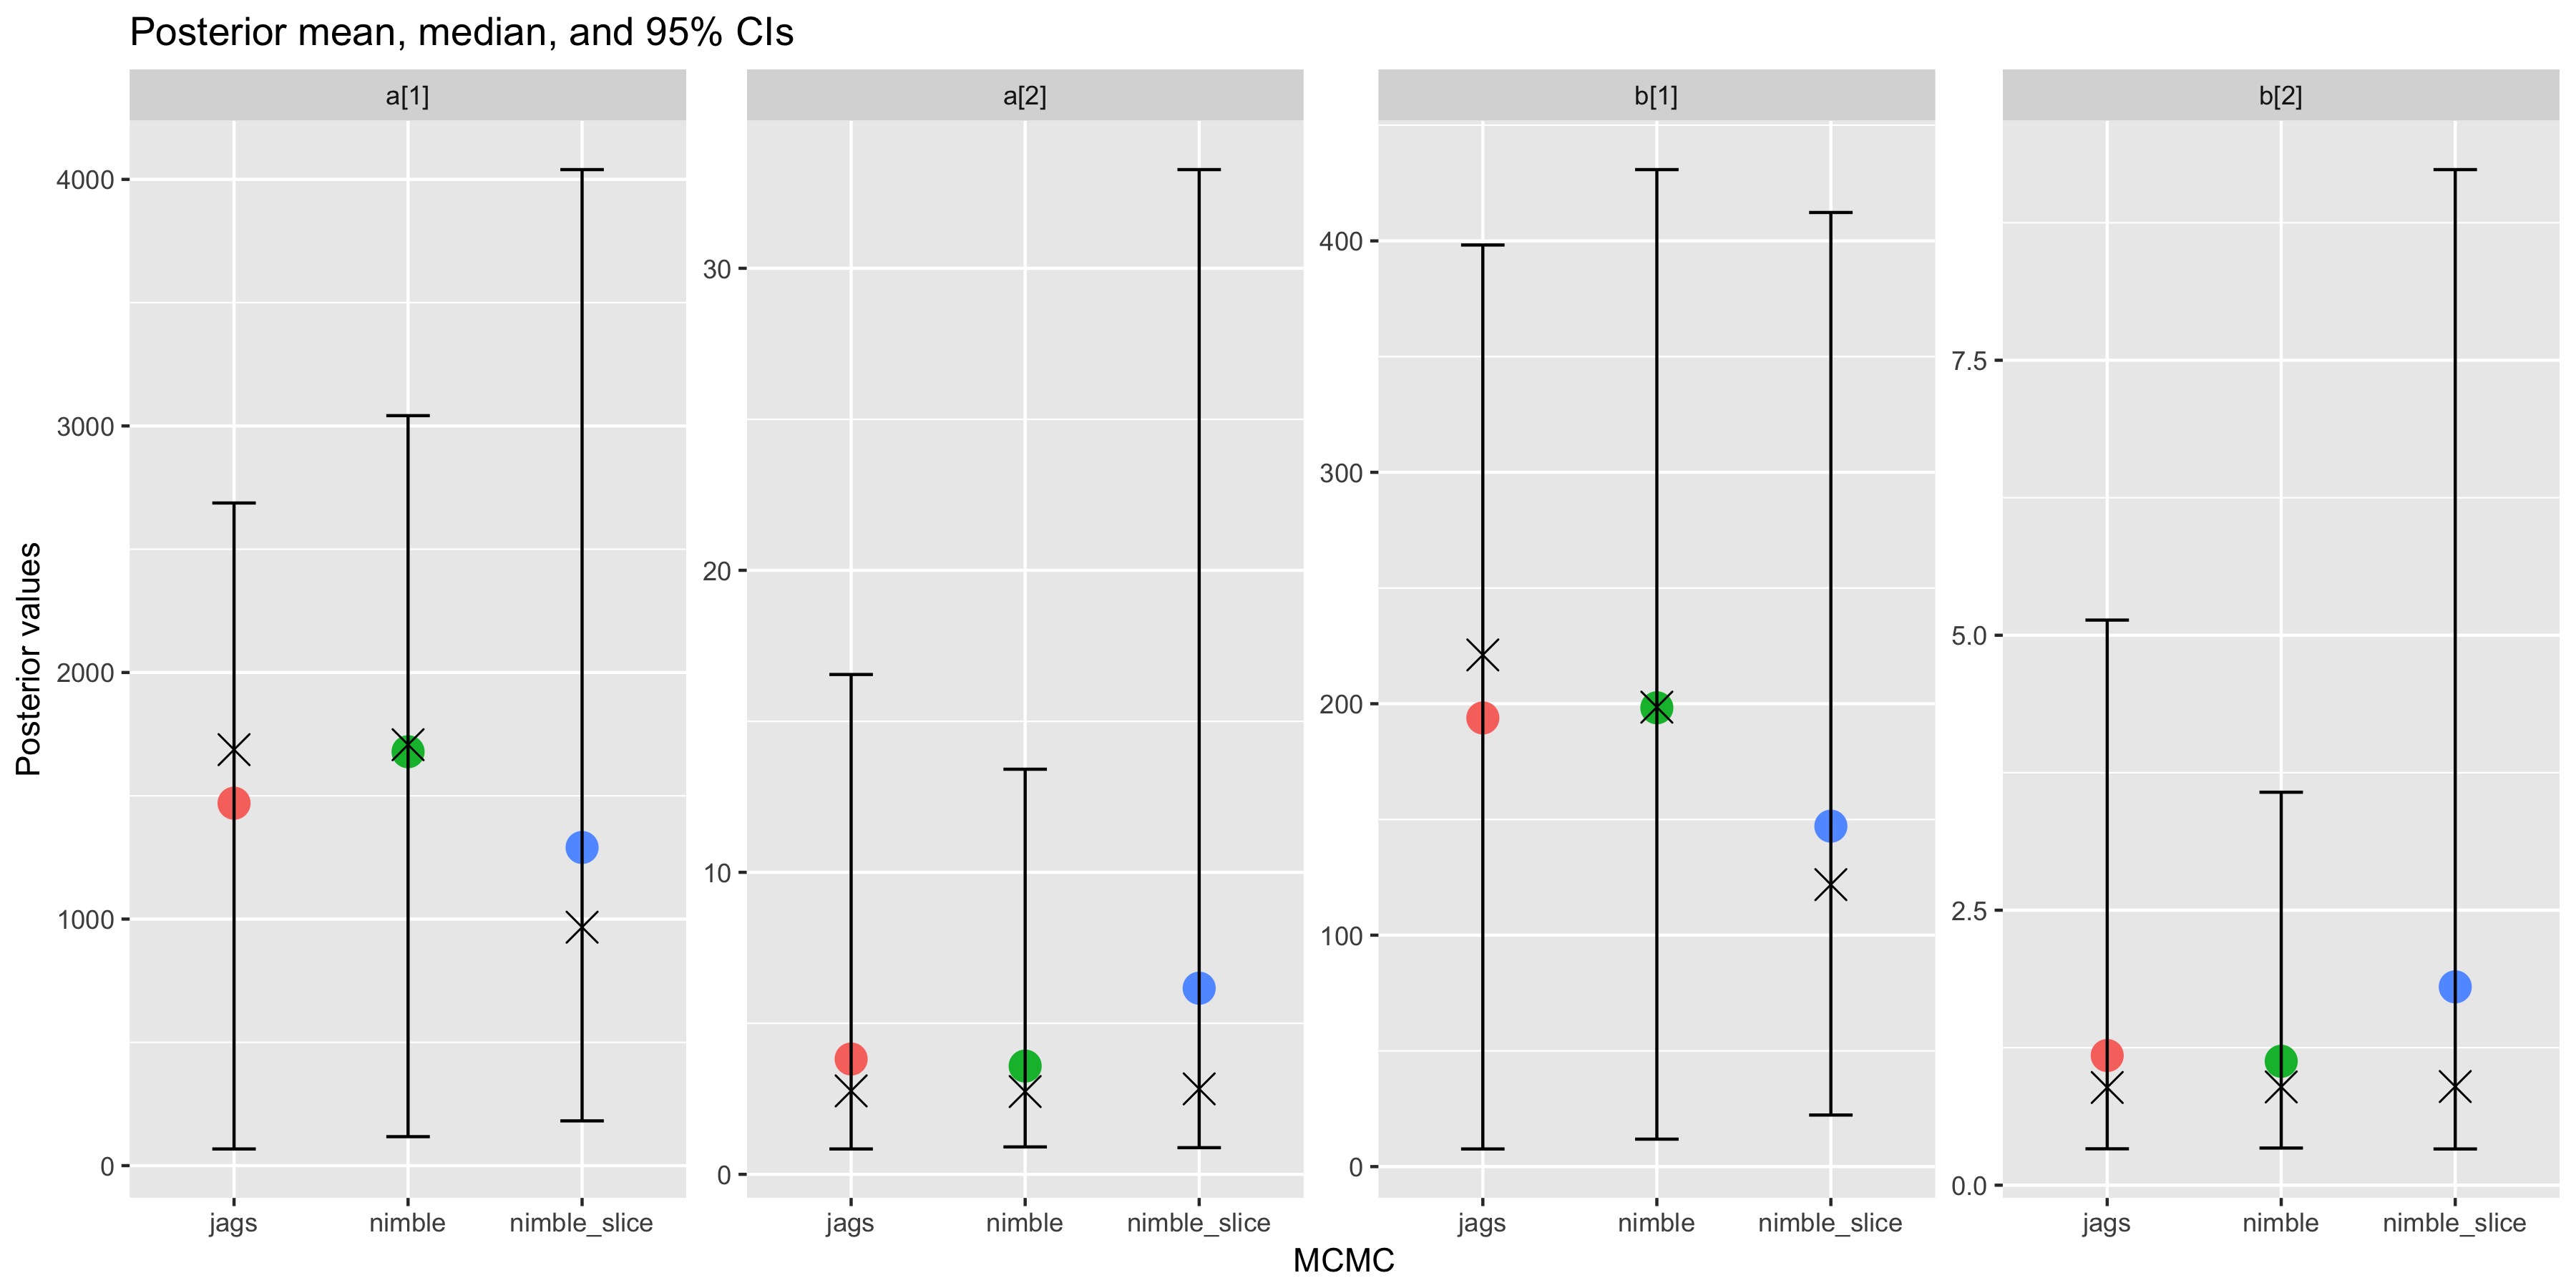 Posterior mean, median, and 95% CIs
a[1]
a[2]
b[1]
b[2]
Posterior values
4000
3000
2000
1000
0
30
20
10
0
400
300
200
100
0
7.5
5.0
2.5
0.0
jags nimble nimble_slice
jags nimble nimble_slice
jags nimble nimble_slice
jags nimble nimble_slice
MCMC